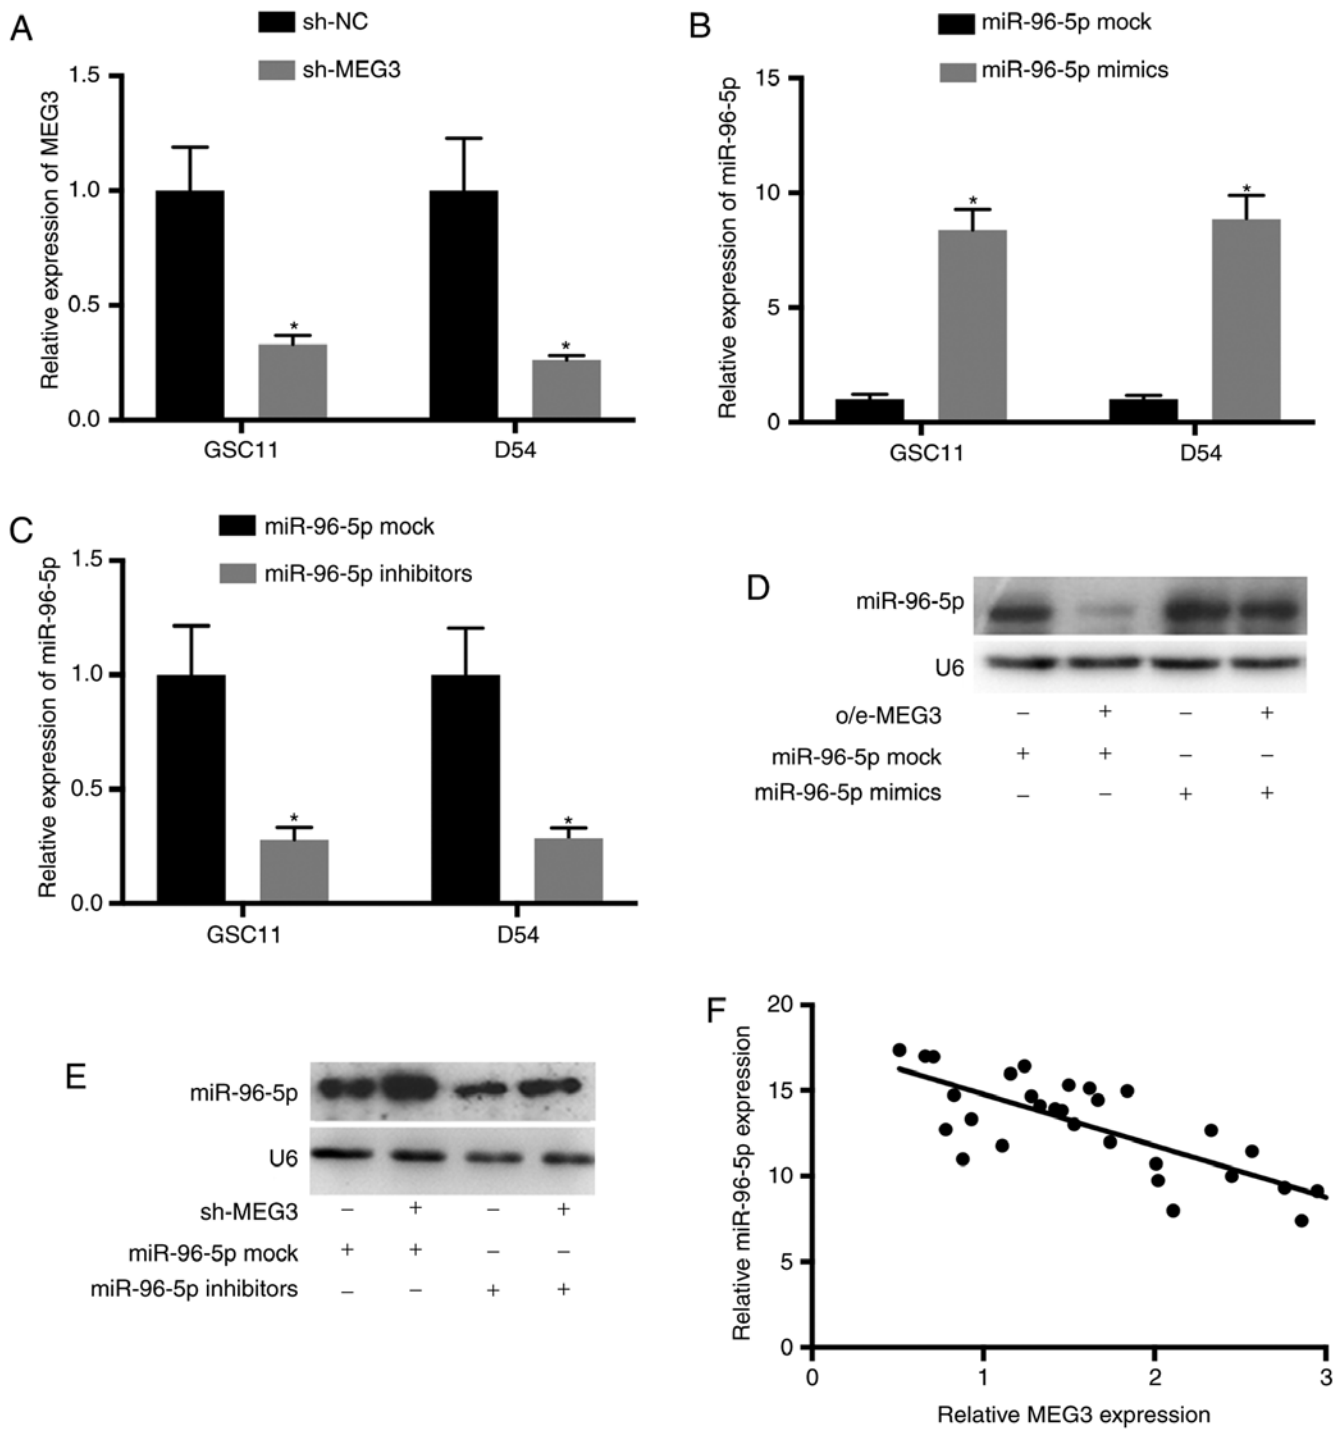 A
sh-NC
sh-MEG3
Relative expression of MEG3
1.5
1.0
0.5
0.0
*
*
GSC11
D54
B
miR-96-5p mock
miR-96-5p mimics
Relative expression of miR-96-5p
15
10
5
0
*
*
GSC11
D54
C
miR-96-5p mock
miR-96-5p inhibitors
Relative expression of miR-96-5p
1.5
1.0
0.5
0.0
*
*
GSC11
D54
D
miR-96-5p
U6
o/e-MEG3 – + – +
miR-96-5p mock + + – –
miR-96-5p mimics – – + +
E
miR-96-5p
U6
sh-MEG3 – + – +
miR-96-5p mock + + – –
miR-96-5p inhibitors – – + +
F
Relative miR-96-5p expression
20
15
10
5
0
0 1 2 3
Relative MEG3 expression